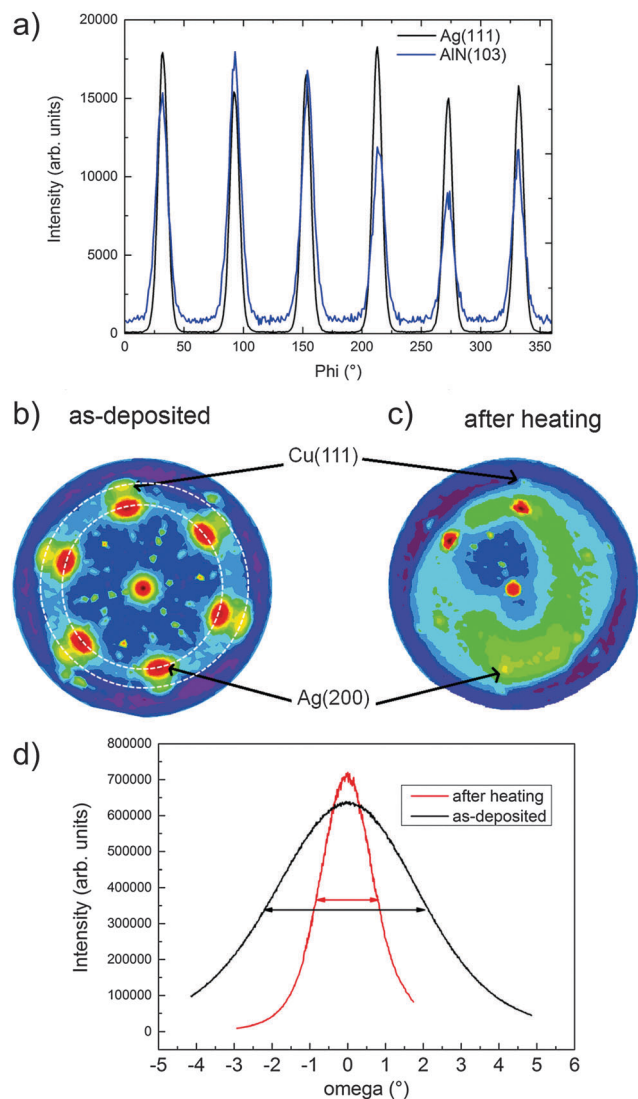 a)
Ag(111)
AlN(103)
20000
15000
10000
5000
0
Intensity (arb. units)
0 50 100 150 200 250 300 350
Phi (°)
b) as-deposited
c) after heating
Cu(111)
Ag(200)
d)
800000
700000
600000
500000
400000
300000
200000
100000
0
Intensity (arb. units)
after heating
as-deposited
-5 -4 -3 -2 -1 0 1 2 3 4 5 6
omega (°)